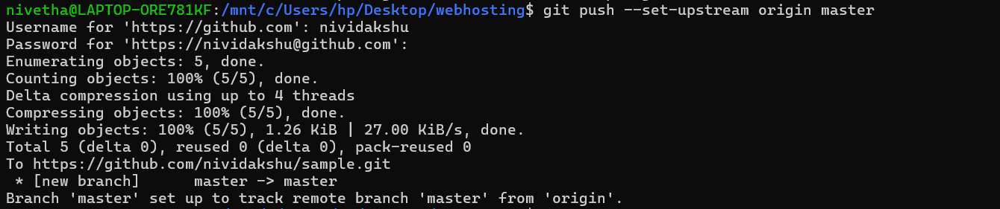 nivetha@LAPTOP-ORE781KF:/mnt/c/Users/hp/Desktop/webhosting$ git push --set-upstream origin master
Username for 'https://github.com': nividakshu
Password for 'https://nividakshu@github.com':
Enumerating objects: 5, done.
Counting objects: 100% (5/5), done.
Delta compression using up to 4 threads
Compressing objects: 100% (5/5), done.
Writing objects: 100% (5/5), 1.26 KiB | 27.00 KiB/s, done.
Total 5 (delta 0), reused 0 (delta 0), pack-reused 0
To https://github.com/nividakshu/sample.git
 * [new branch]      master -> master
Branch 'master' set up to track remote branch 'master' from 'origin'.